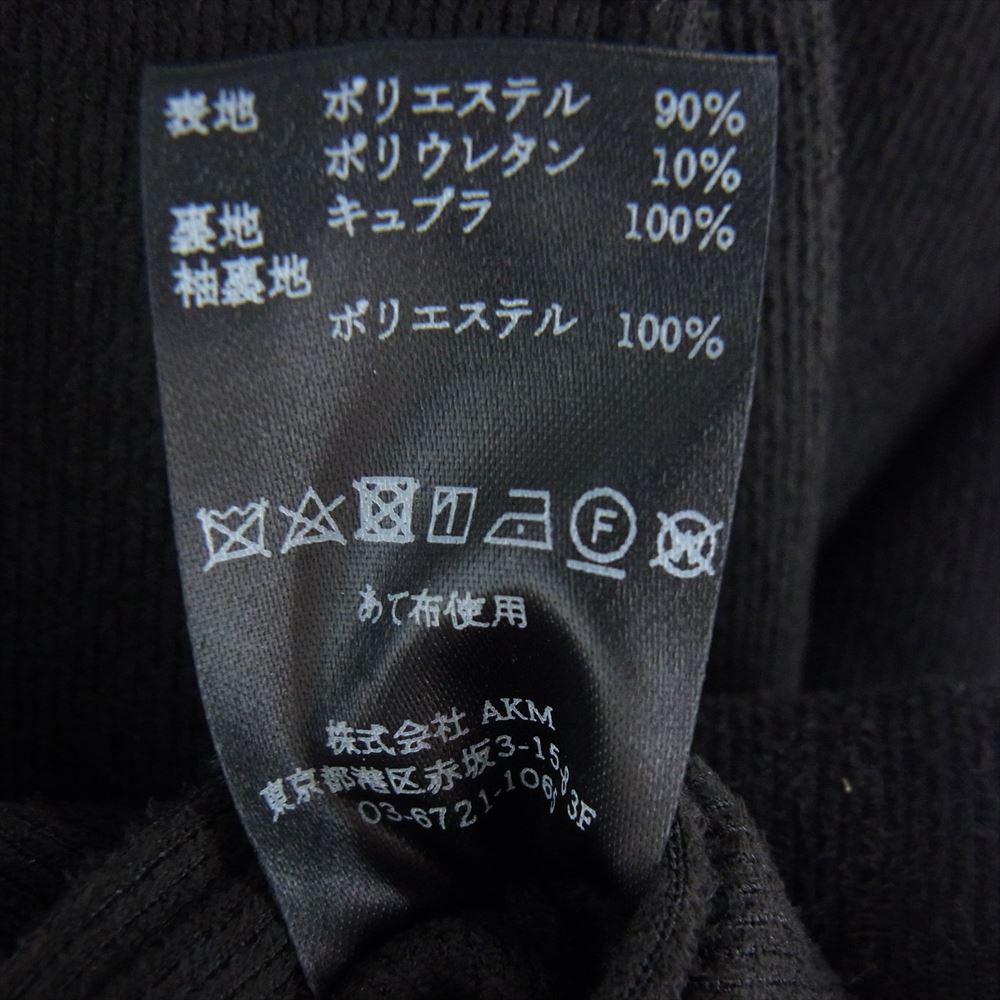 表地 ポリエステル 90%
ポリウレタン 10%
裏地 キュプラ 100%
袖裏地
ポリエステル 100%
F
W
あて布使用
株式会社 AKM
東京都港区赤坂3-15-8 3F
03-6721-106